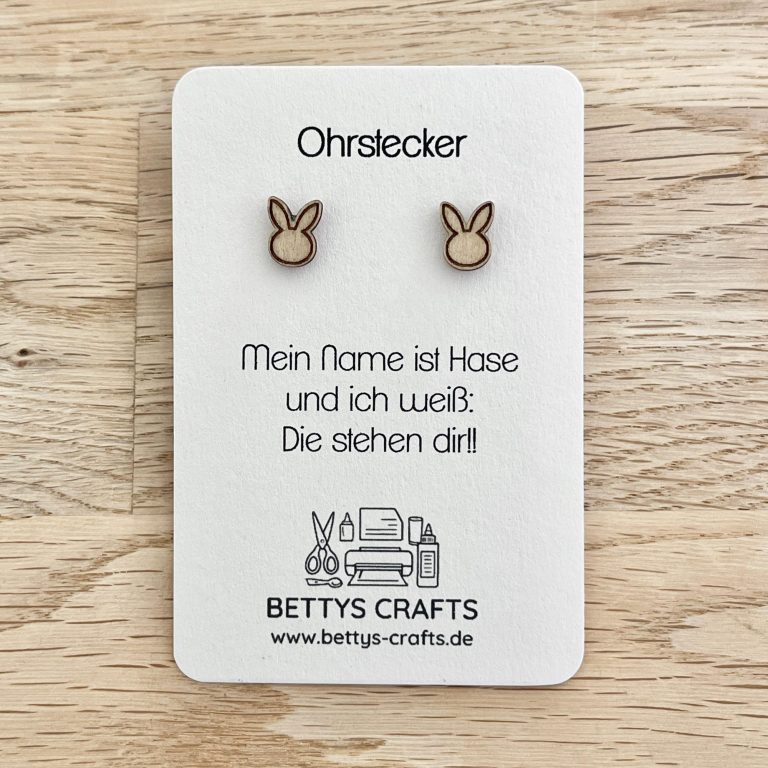 Ohrstecker
Mein Name ist Hase
und ich weiß:
Die stehen dir!!
BETTYS CRAFTS
www.bettys-crafts.de